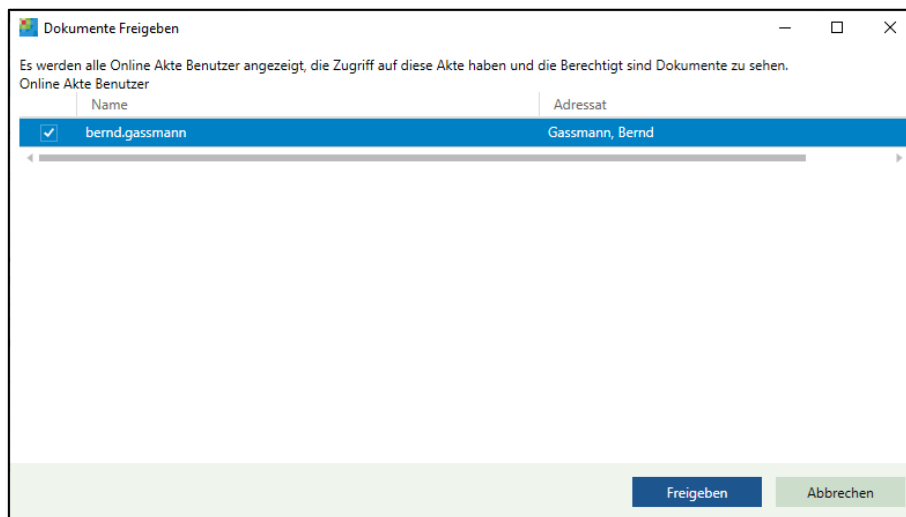 Dokumente Freigeben
Es werden alle Online Akte Benutzer angezeigt, die Zugriff auf diese Akte haben und die Berechtigt sind Dokumente zu sehen.
Online Akte Benutzer
Name Adressat
bernd.gassmann Gassmann, Bernd
Freigeben Abbrechen